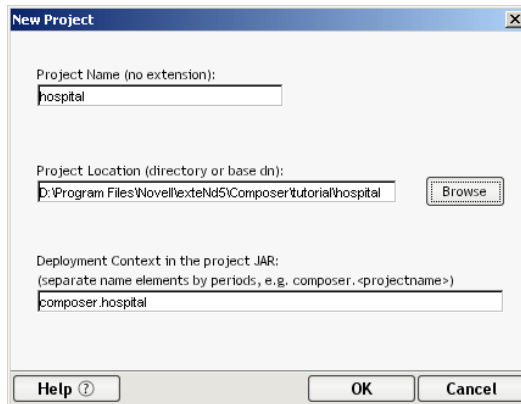 New Project
Project Name (no extension):
hospital
Project Location (directory or base dn):
D:\Program Files\Novell\exteNd5\Composer\tutorial\hospital
Browse
Deployment Context in the project JAR:
(separate name elements by periods, e.g. composer.<projectname>)
composer.hospital
Help ?
OK
Cancel